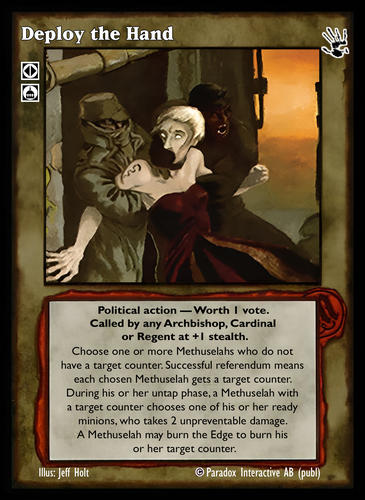 Deploy the Hand
Political action — Worth 1 vote.
Called by any Archbishop, Cardinal
or Regent at +1 stealth.
Choose one or more Methuselahs who do not
have a target counter. Successful referendum means
each chosen Methuselah gets a target counter.
During his or her untap phase, a Methuselah with
a target counter chooses one of his or her ready
minions, who takes 2 unpreventable damage.
A Methuselah may burn the Edge to burn his
or her target counter.
Illus: Jeff Holt © Paradox Interactive AB (publ)